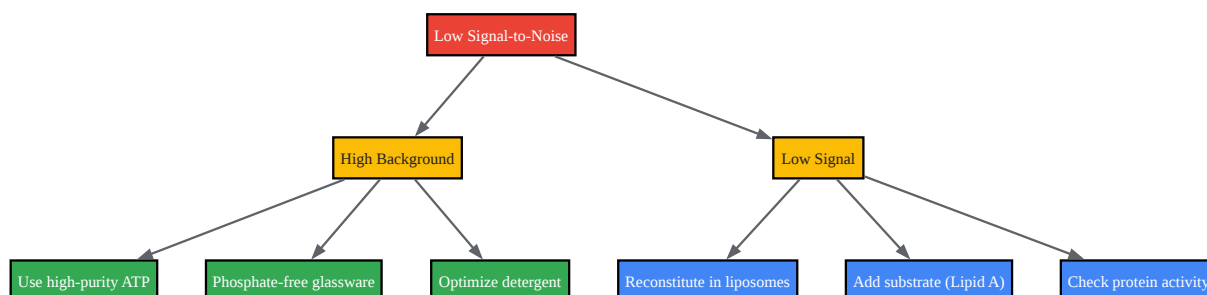 Low Signal-to-Noise
High Background
Low Signal
Use high-purity ATP
Phosphate-free glassware
Optimize detergent
Reconstitute in liposomes
Add substrate (Lipid A)
Check protein activity